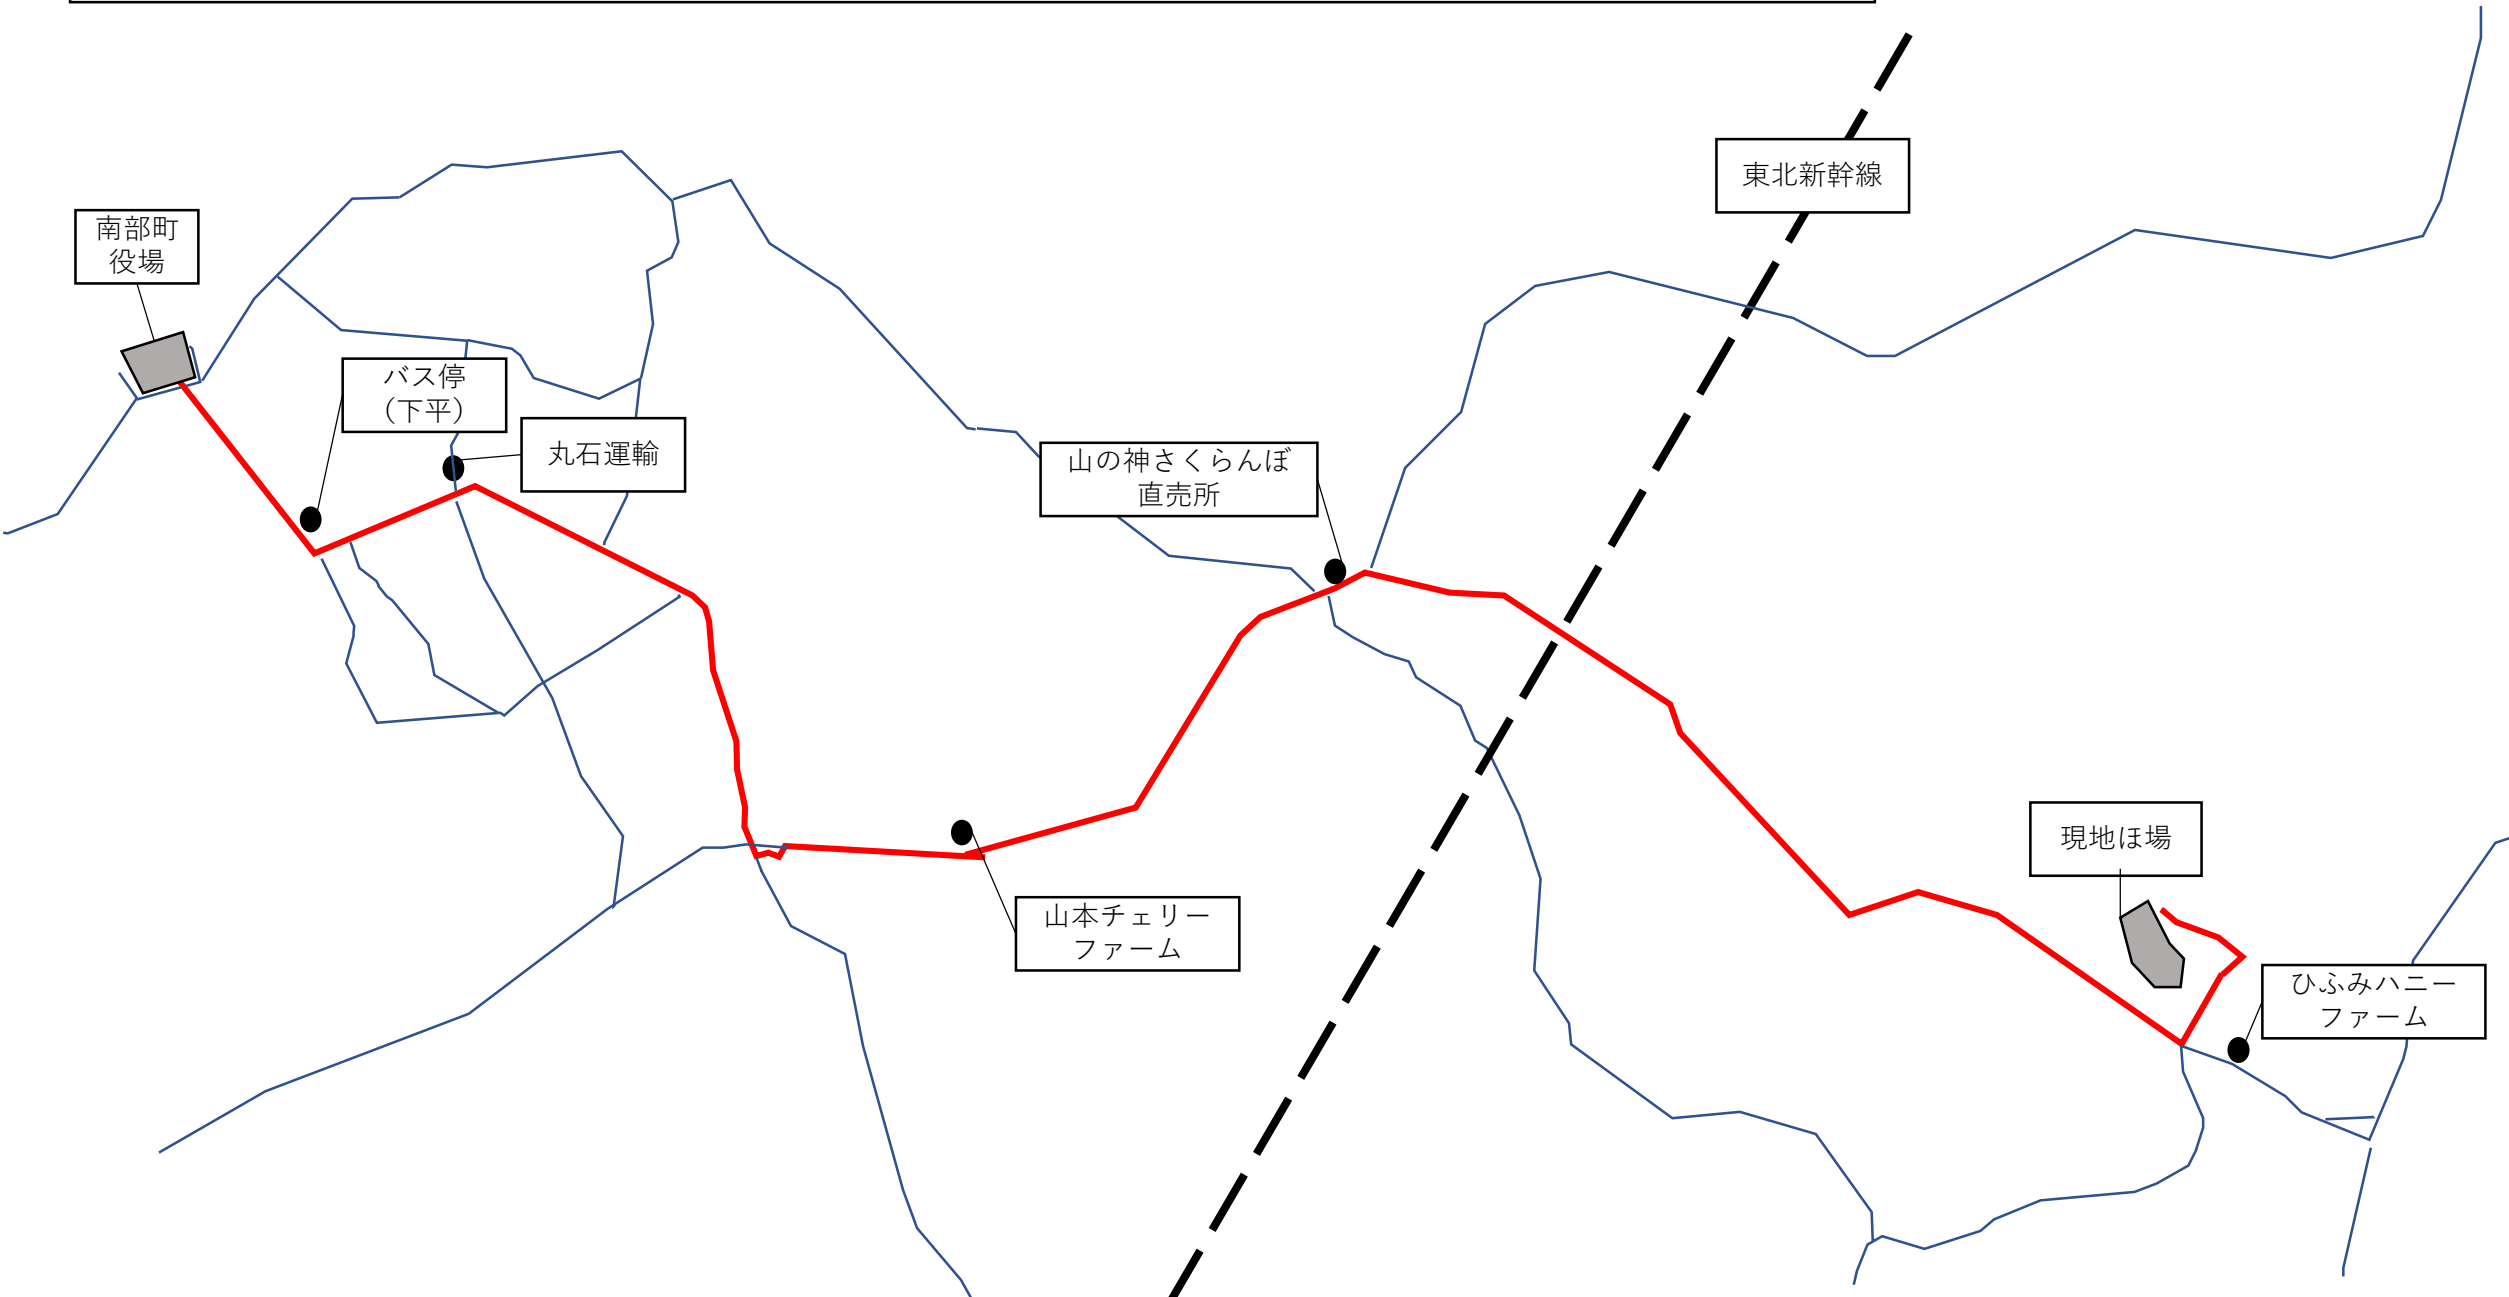 東北新幹線
南部町
役場
バス停
（下平）
丸石運輸
山の神さくらんぼ
直売所
現地ほ場
山本チェリー
ファーム
ひふみハニー
ファーム